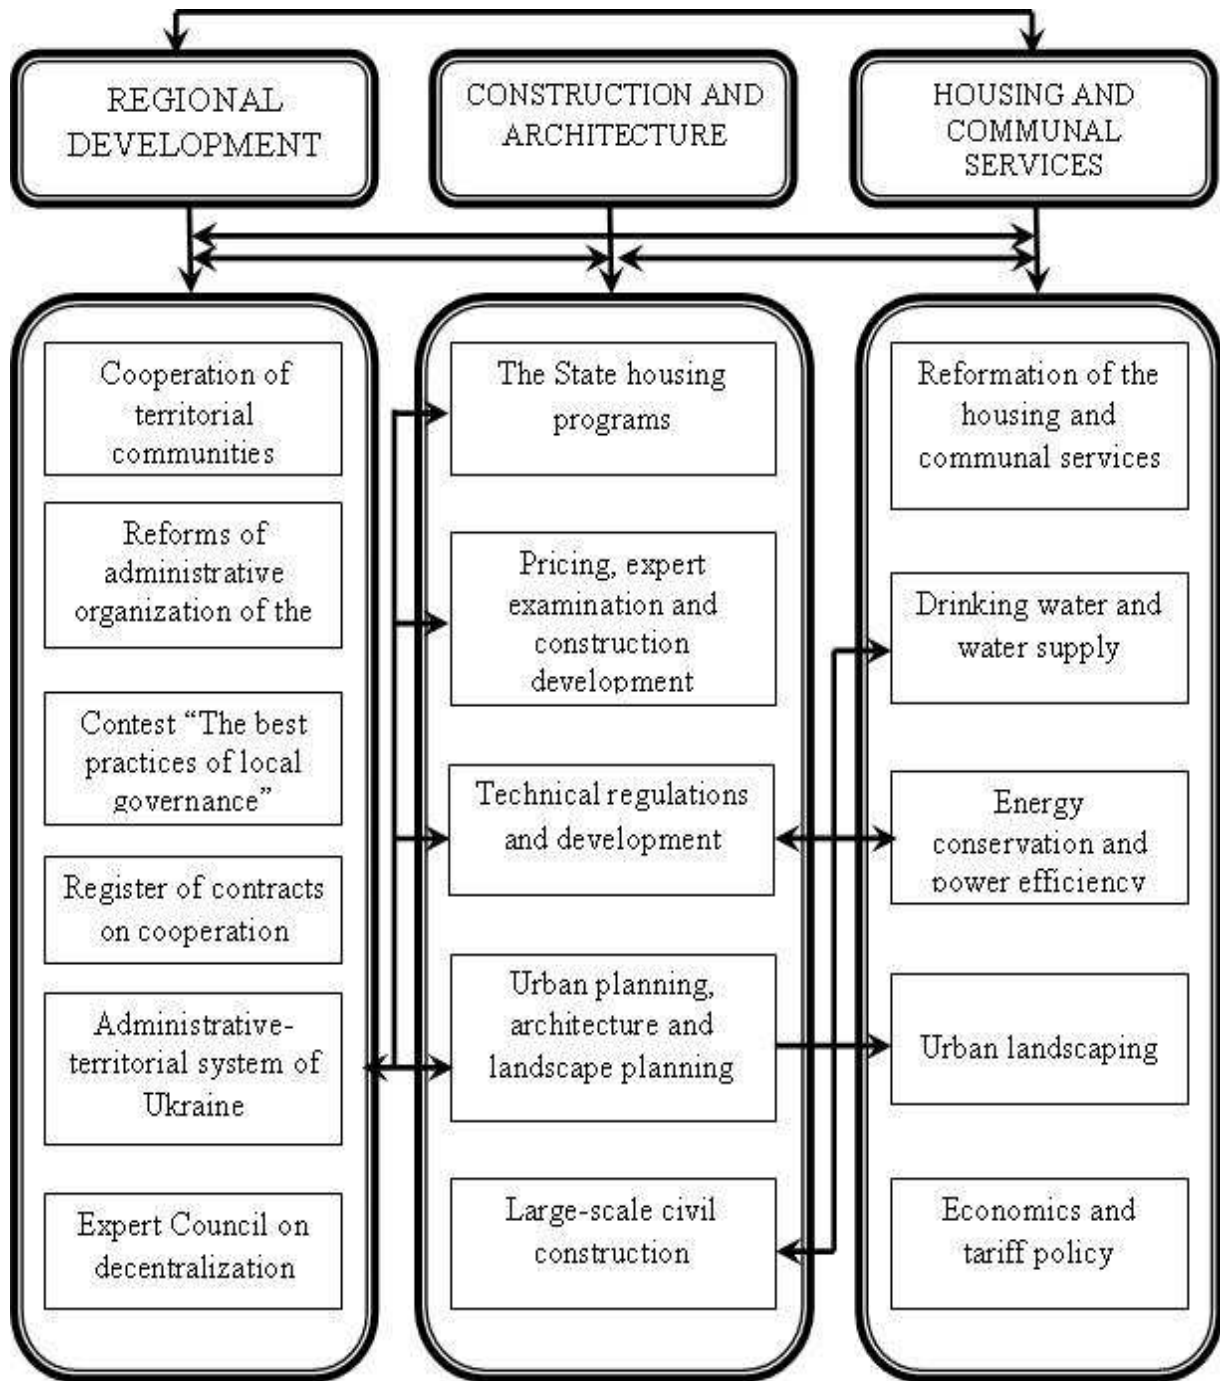 REGIONAL
DEVELOPMENT
CONSTRUCTION AND
ARCHITECTURE
HOUSING AND
COMMUNAL
SERVICES
Cooperation of
territorial
communities
Reforms of
administrative
organization of the
Contest “The best
practices of local
governance”
Register of contracts
on cooperation
Administrative-
territorial system of
Ukraine
Expert Council on
decentralization
The State housing
programs
Pricing, expert
examination and
construction
development
Technical regulations
and development
Urban planning,
architecture and
landscape planning
Large-scale civil
construction
Reformation of the
housing and
communal services
Drinking water and
water supply
Energy
conservation and
power efficiency
Urban landscaping
Economics and
tariff policy